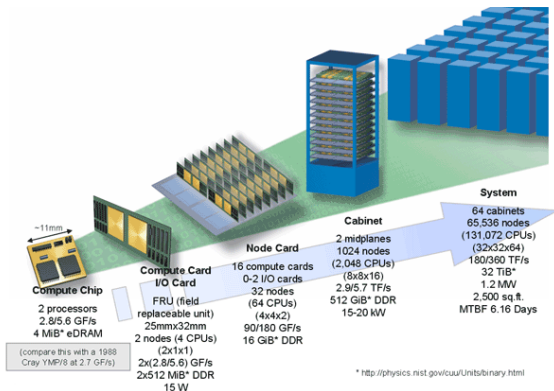 ~11mm
Compute Chip
2 processors
2.8/5.6 GF/s
4 MiB* eDRAM
(compare this with a 1988
Cray YMP/8 at 2.7 GF/s)
Compute Card
I/O Card
FRU (field
replaceable unit)
25mmx32mm
2 nodes (4 CPUs)
(2x1x1)
2x(2.8/5.6) GF/s
2x512 MiB* DDR
15 W
Node Card
16 compute cards
0-2 I/O cards
32 nodes
(64 CPUs)
(4x4x2)
90/180 GF/s
16 GiB* DDR
Cabinet
2 midplanes
1024 nodes
(2,048 CPUs)
(8x8x16)
2.9/5.7 TF/s
512 GiB* DDR
15-20 kW
System
64 cabinets
65,536 nodes
(131,072 CPUs)
(32x32x64)
180/360 TF/s
32 TiB*
1.2 MW
2,500 sq.ft.
MTBF 6.16 Days
* http://physics.nist.gov/cuu/Units/binary.html